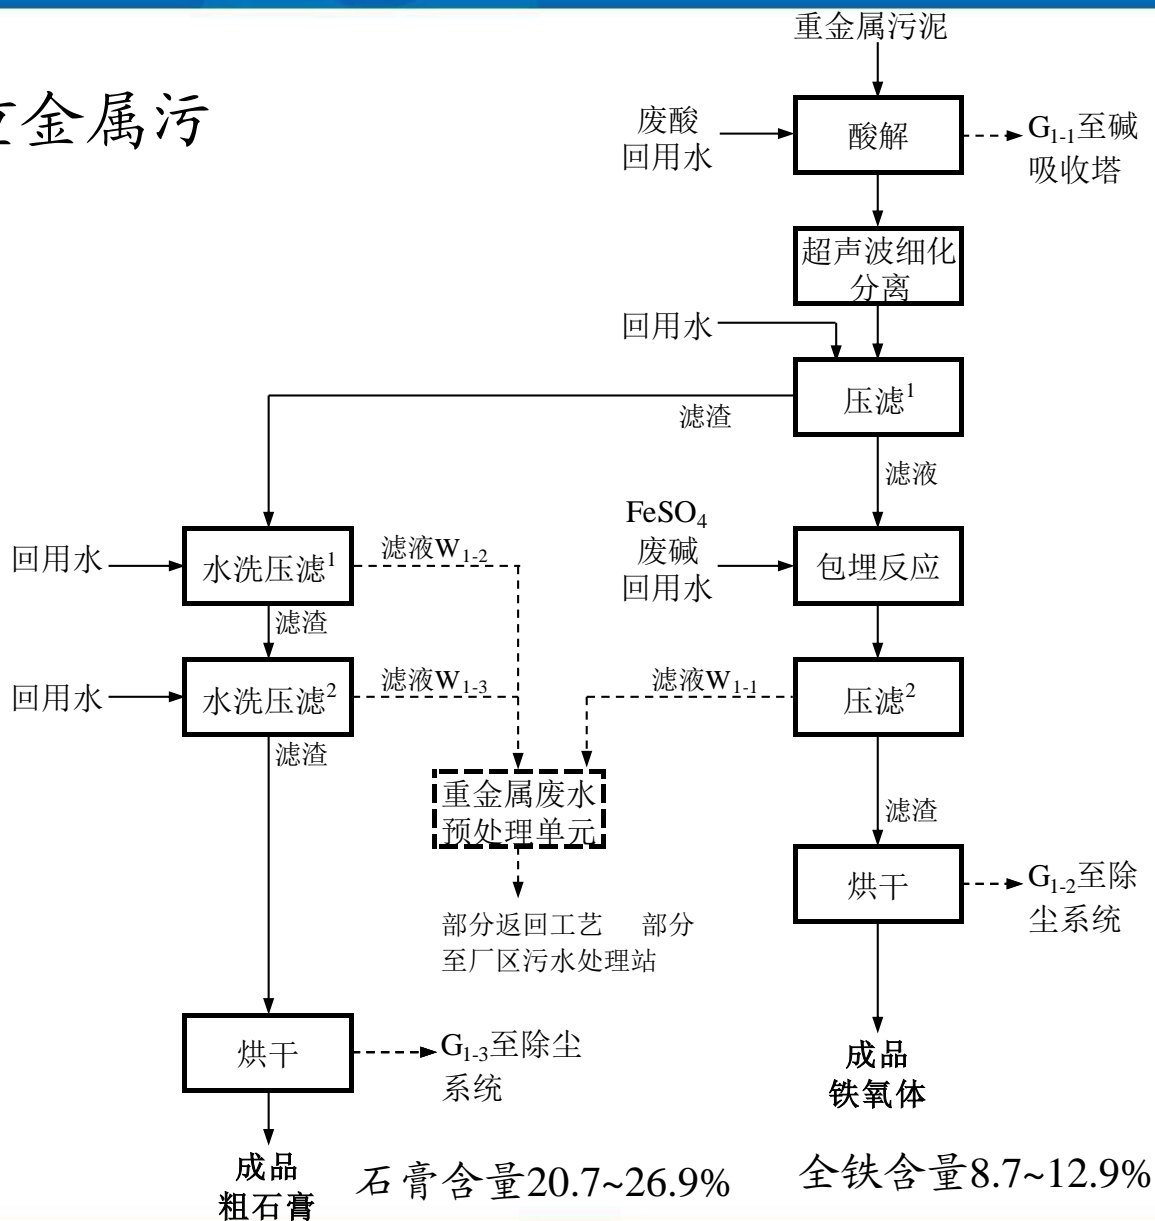 重金属污泥
金属污
废酸
回用水
酸解
G1-1至碱
吸收塔
超声波细化
分离
回用水
压滤1
滤渣
滤液
FeSO4
废碱
回用水
包埋反应
回用水
水洗压滤1
滤液W1-2
滤渣
回用水
水洗压滤2
滤液W1-3
滤液W1-1
压滤2
滤渣
重金属废水
预处理单元
滤渣
烘干
G1-2至除
尘系统
部分返回工艺 部分
至厂区污水处理站
烘干
G1-3至除尘
系统
成品
铁氧体
成品
粗石膏
石膏含量20.7~26.9%
全铁含量8.7~12.9%